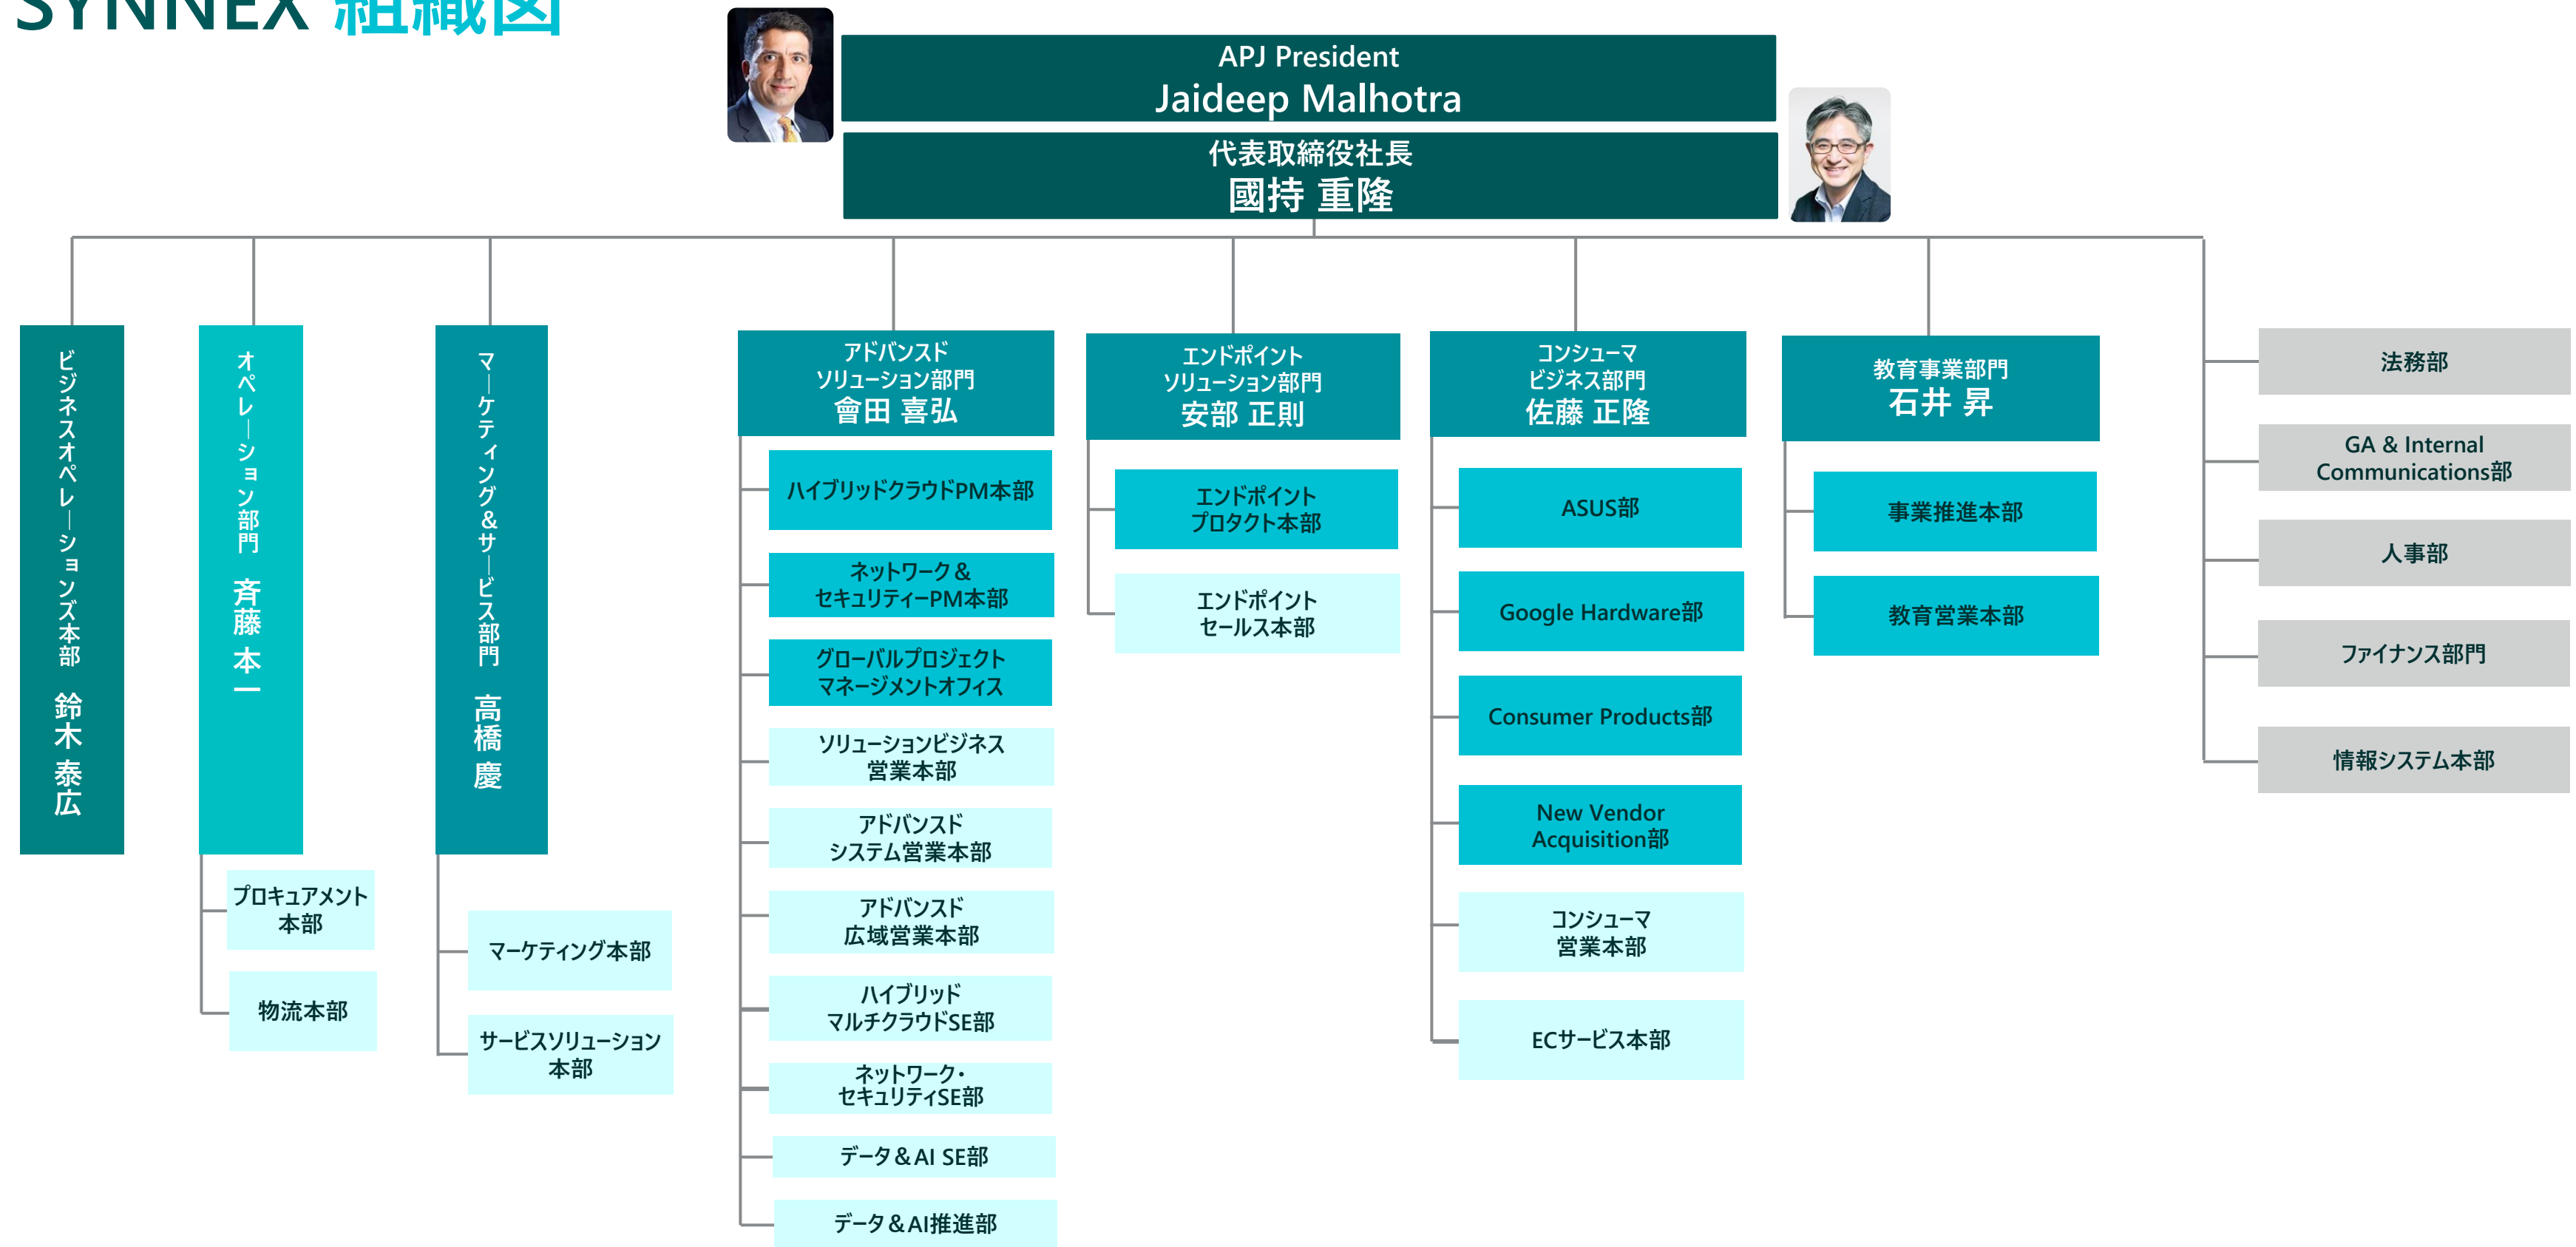 SYNNEX 組織図
APJ President
Jaideep Malhotra
代表取締役社長
國持 重隆
ビジネスオペレーションズ本部 鈴木 泰広
オペレーション部門 斉藤 本一
プロキュアメント
本部
物流本部
マーケティング&サービス部門 高橋 慶
マーケティング本部
サービスソリューション
本部
アドバンスド
ソリューション部門
會田 喜弘
ハイブリッドクラウドPM本部
ネットワーク＆
セキュリティーPM本部
グローバルプロジェクト
マネージメントオフィス
ソリューションビジネス
営業本部
アドバンスド
システム営業本部
アドバンスド
広域営業本部
ハイブリッド
マルチクラウドSE部
ネットワーク・
セキュリティSE部
データ＆AI SE部
データ＆AI推進部
エンドポイント
ソリューション部門
安部 正則
エンドポイント
プロタクト本部
エンドポイント
セールス本部
コンシューマ
ビジネス部門
佐藤 正隆
ASUS部
Google Hardware部
Consumer Products部
New Vendor
Acquisition部
コンシューマ
営業本部
ECサービス本部
教育事業部門
石井 昇
事業推進本部
教育営業本部
法務部
GA & Internal
Communications部
人事部
ファイナンス部門
情報システム本部